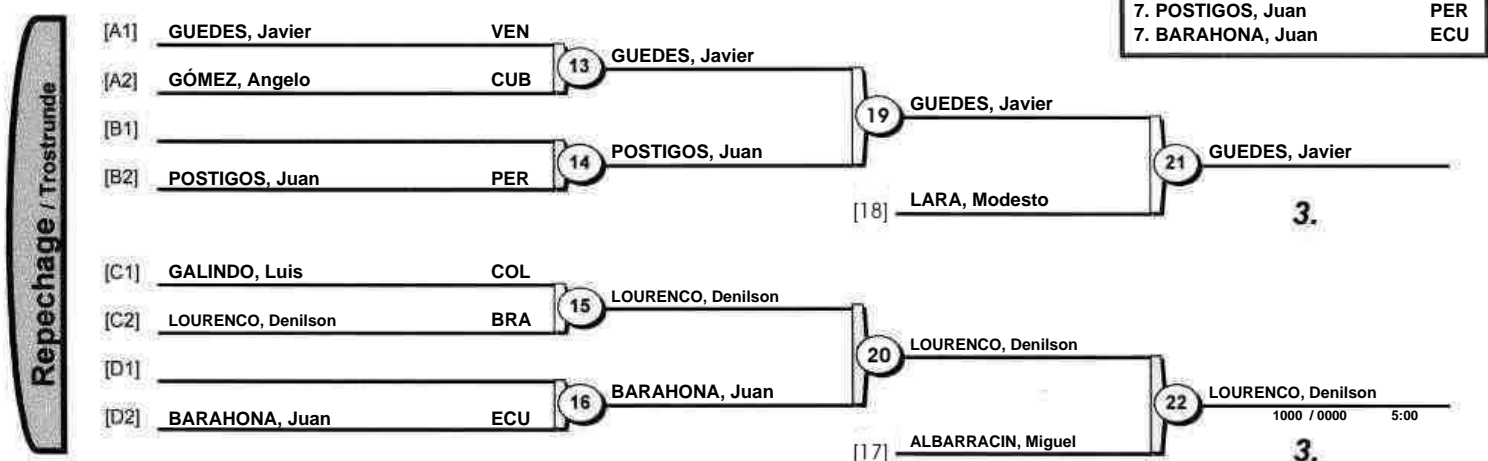 7. POSTIGOS, Juan PER
7. BARAHONA, Juan ECU
Repechage / Trostrunde
[A1] GUEDES, Javier VEN
13 GUEDES, Javier
[A2] GÓMEZ, Angelo CUB
19 GUEDES, Javier
[B1]
14 POSTIGOS, Juan
21 GUEDES, Javier
[B2] POSTIGOS, Juan PER
[18] LARA, Modesto
3.
[C1] GALINDO, Luis COL
15 LOURENCO, Denilson
[C2] LOURENCO, Denilson BRA
20 LOURENCO, Denilson
[D1]
16 BARAHONA, Juan
22 LOURENCO, Denilson
1000 / 0000 5:00
[D2] BARAHONA, Juan ECU
[17] ALBARRACIN, Miguel
3.